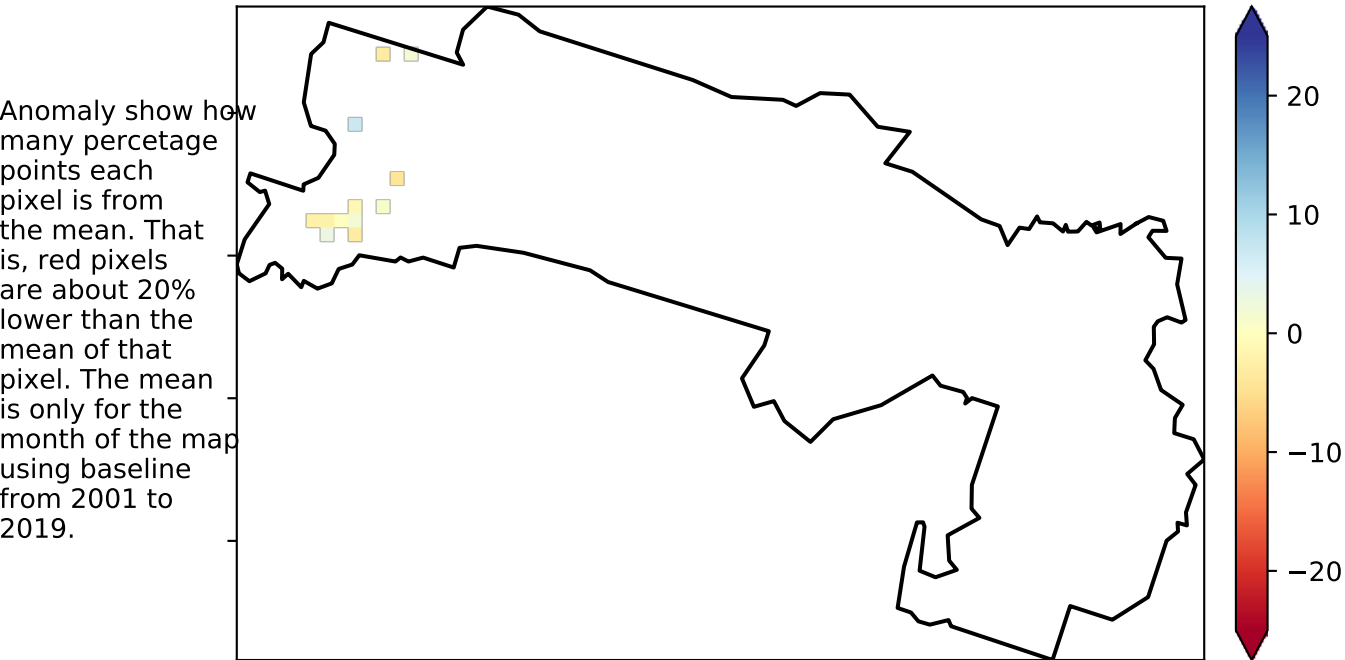 Anomaly show how
many percetage
points each
pixel is from
the mean. That
is, red pixels
are about 20%
lower than the
mean of that
pixel. The mean
is only for the
month of the map
using baseline
from 2001 to
2019.
20
10
0
−10
−20